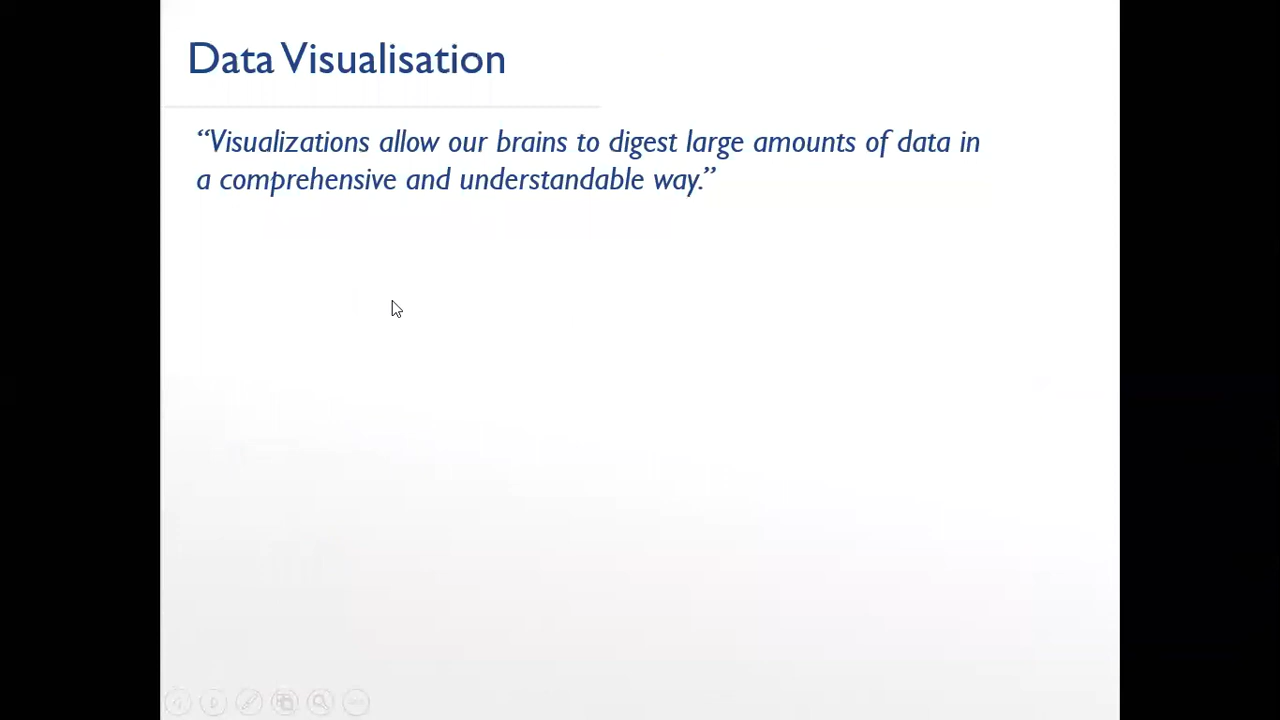 Data Visualisation
“Visualizations allow our brains to digest large amounts of data in
a comprehensive and understandable way.”